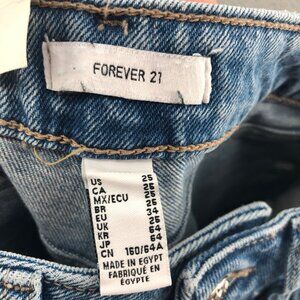 FOREVER 21
US 25
CA 25
MX/ECU 25
BR 34
EU 25
UK 25
KR 64
JP 64
CN 160/64A
MADE IN EGYPT
FABRIQUÉ EN
ÉGYPTE